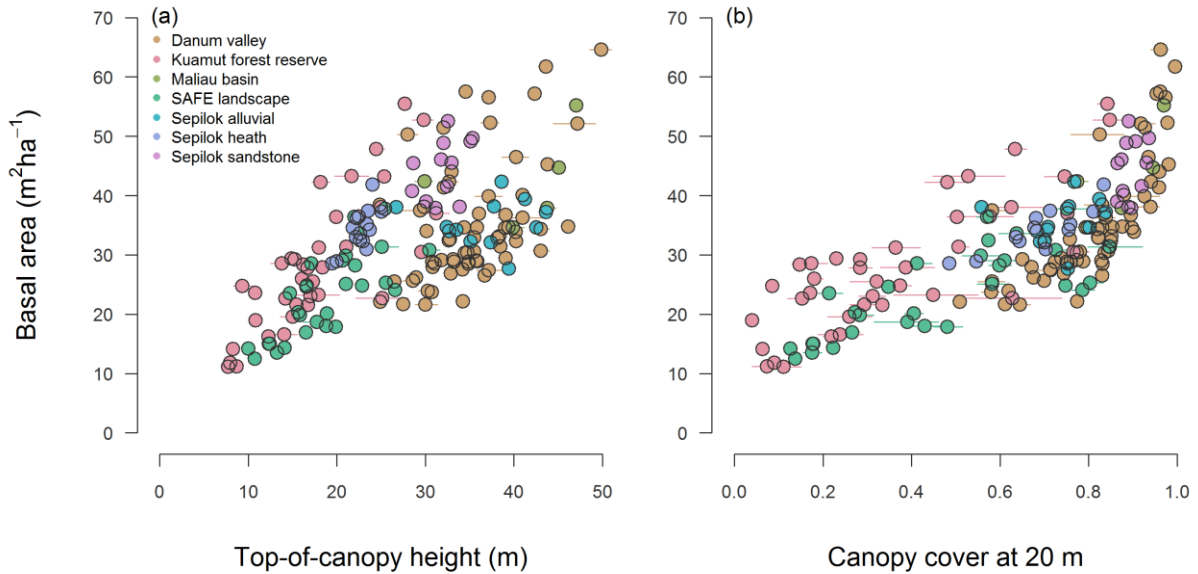 (a)
Danum valley
Kuamut forest reserve
Maliau basin
SAFE landscape
Sepilok alluvial
Sepilok heath
Sepilok sandstone
70
60
50
40
30
20
10
0
Basal area (m²ha⁻¹)
0 10 20 30 40 50
Top-of-canopy height (m)
(b)
70
60
50
40
30
20
10
0
0.0 0.2 0.4 0.6 0.8 1.0
Canopy cover at 20 m